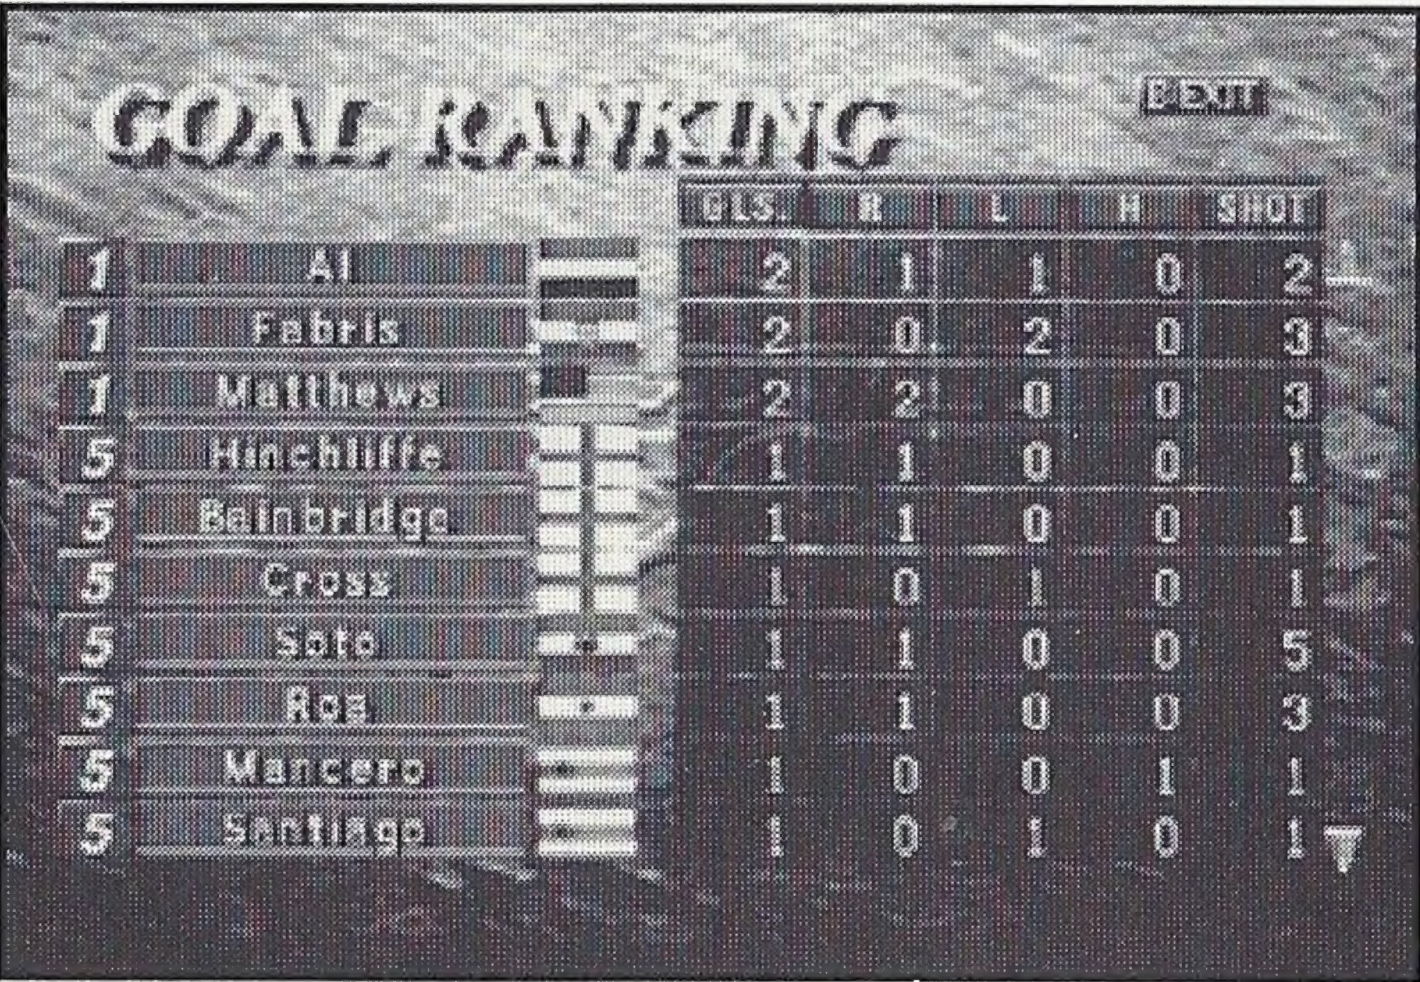 GOAL RANKING
B:EXIT
GLS. R L H SHOT
1 Al 2 1 1 0 2
1 Fabris 2 0 2 0 3
1 Matthews 2 2 0 0 3
5 Hinchliffe 1 1 0 0 1
5 Bainbridge 1 1 0 0 1
5 Cross 1 0 1 0 1
5 Soto 1 1 0 0 5
5 Ros 1 1 0 0 3
5 Mancero 1 0 0 1 1
5 Santiago 1 0 1 0 1